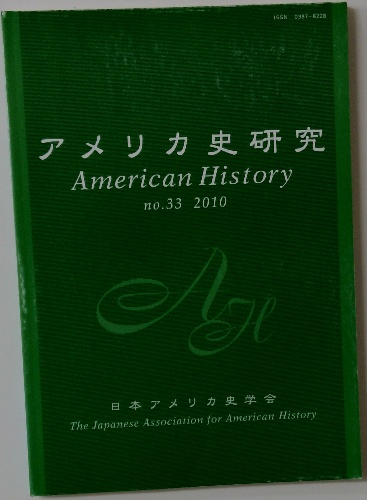 ISSN 0387-8228
アメリカ史研究
American History
no.33 2010
AH
日本アメリカ史学会
The Japanese Association for American History